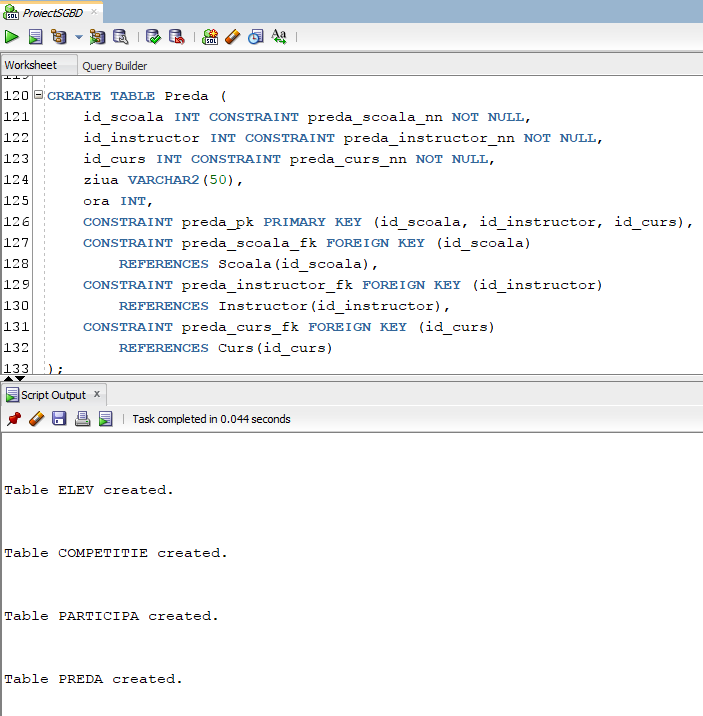 ProiectSGBD
Worksheet Query Builder
119
120 CREATE TABLE Preda (
121 id_scoala INT CONSTRAINT preda_scoala_nn NOT NULL,
122 id_instructor INT CONSTRAINT preda_instructor_nn NOT NULL,
123 id_curs INT CONSTRAINT preda_curs_nn NOT NULL,
124 ziua VARCHAR2(50),
125 ora INT,
126 CONSTRAINT preda_pk PRIMARY KEY (id_scoala, id_instructor, id_curs),
127 CONSTRAINT preda_scoala_fk FOREIGN KEY (id_scoala)
128 REFERENCES Scoala(id_scoala),
129 CONSTRAINT preda_instructor_fk FOREIGN KEY (id_instructor)
130 REFERENCES Instructor(id_instructor),
131 CONSTRAINT preda_curs_fk FOREIGN KEY (id_curs)
132 REFERENCES Curs(id_curs)
133 );
Script Output x
Task completed in 0.044 seconds
Table ELEV created.
Table COMPETITIE created.
Table PARTICIPA created.
Table PREDA created.